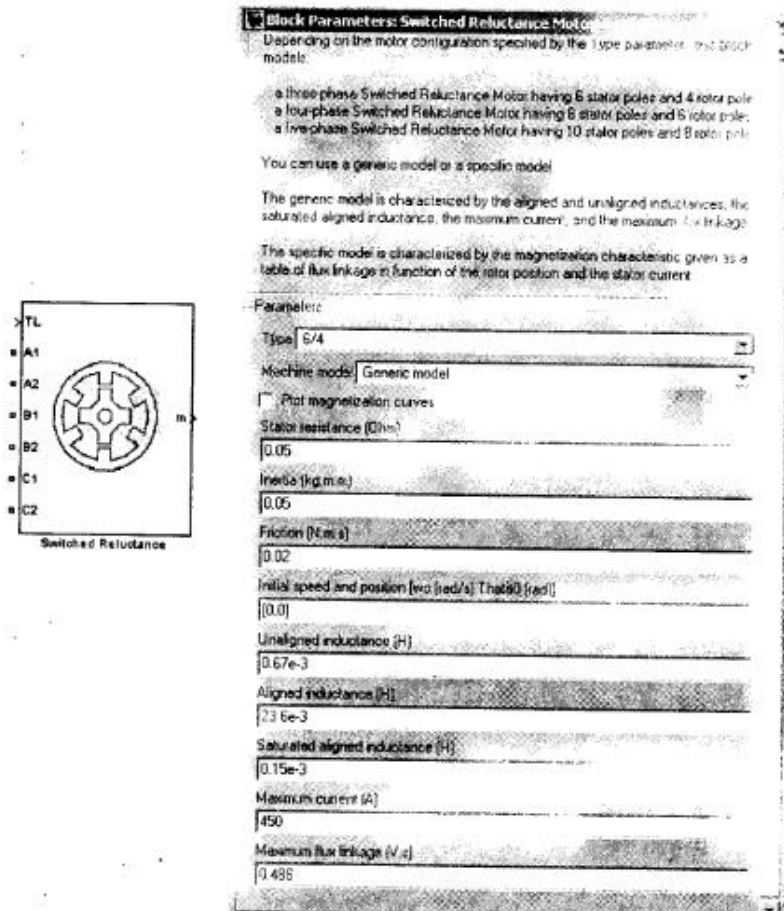 Block Parameters: Switched Reluctance Moto
Depending on the motor configuration specified by the Type parameter, this block
models:
a three-phase Switched Reluctance Motor having 6 stator poles and 4 rotor pole
a four-phase Switched Reluctance Motor having 8 stator poles and 6 rotor poles
a five-phase Switched Reluctance Motor having 10 stator poles and 8 rotor pole
You can use a generic model or a specific model
The generic model is characterized by the aligned and unaligned inductances, the
saturated aligned inductance, the maximum current, and the maximum flux linkage
The specific model is characterized by the magnetization characteristic given as a
table of flux linkage in function of the rotor position and the stator current
Parameters
Type 6/4
Machine model Generic model
Plot magnetization curves
Stator resistance (Ohm)
0.05
Inertia (kg.m.m)
0.05
Friction (N.m.s)
0.02
Initial speed and position [wo (rad/s) Theta0 (rad)]
[0.0]
Unaligned inductance (H)
0.67e-3
Aligned inductance (H)
23.6e-3
Saturated aligned inductance (H)
0.15e-3
Maximum current (A)
450
Maximum flux linkage (V.s)
0.486
TL
A1
A2
B1
B2
C1
C2
m
Switched Reluctance